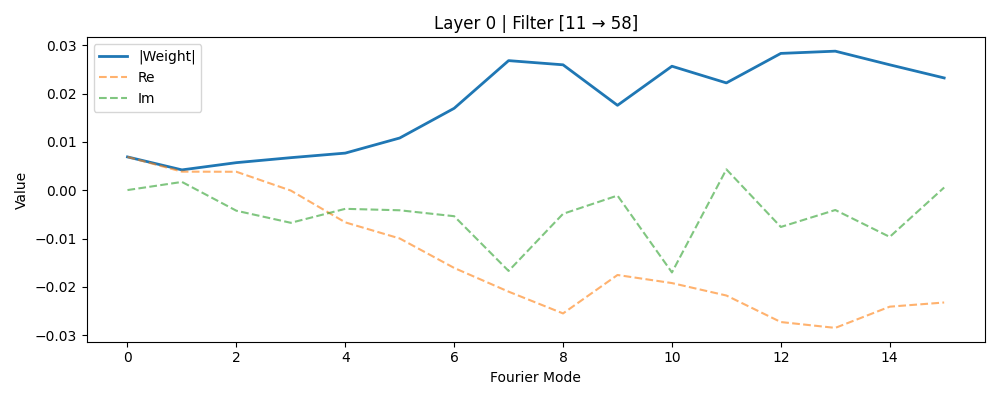 Layer 0 | Filter [11 → 58]
|Weight|
Re
Im
Value
0.03
0.02
0.01
0.00
−0.01
−0.02
−0.03
0 2 4 6 8 10 12 14
Fourier Mode